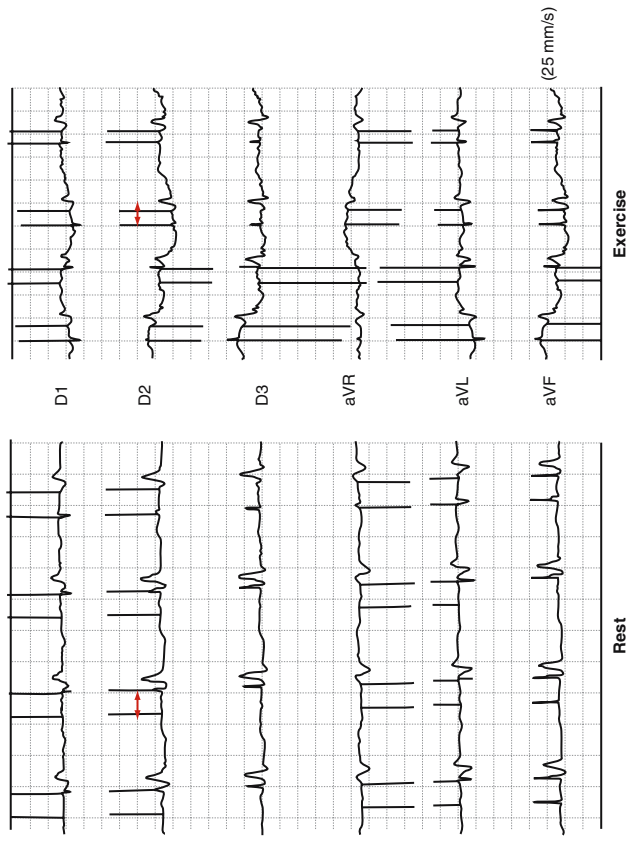 D1
D2
D3
aVR
aVL
aVF
(25 mm/s)
Rest
Exercise